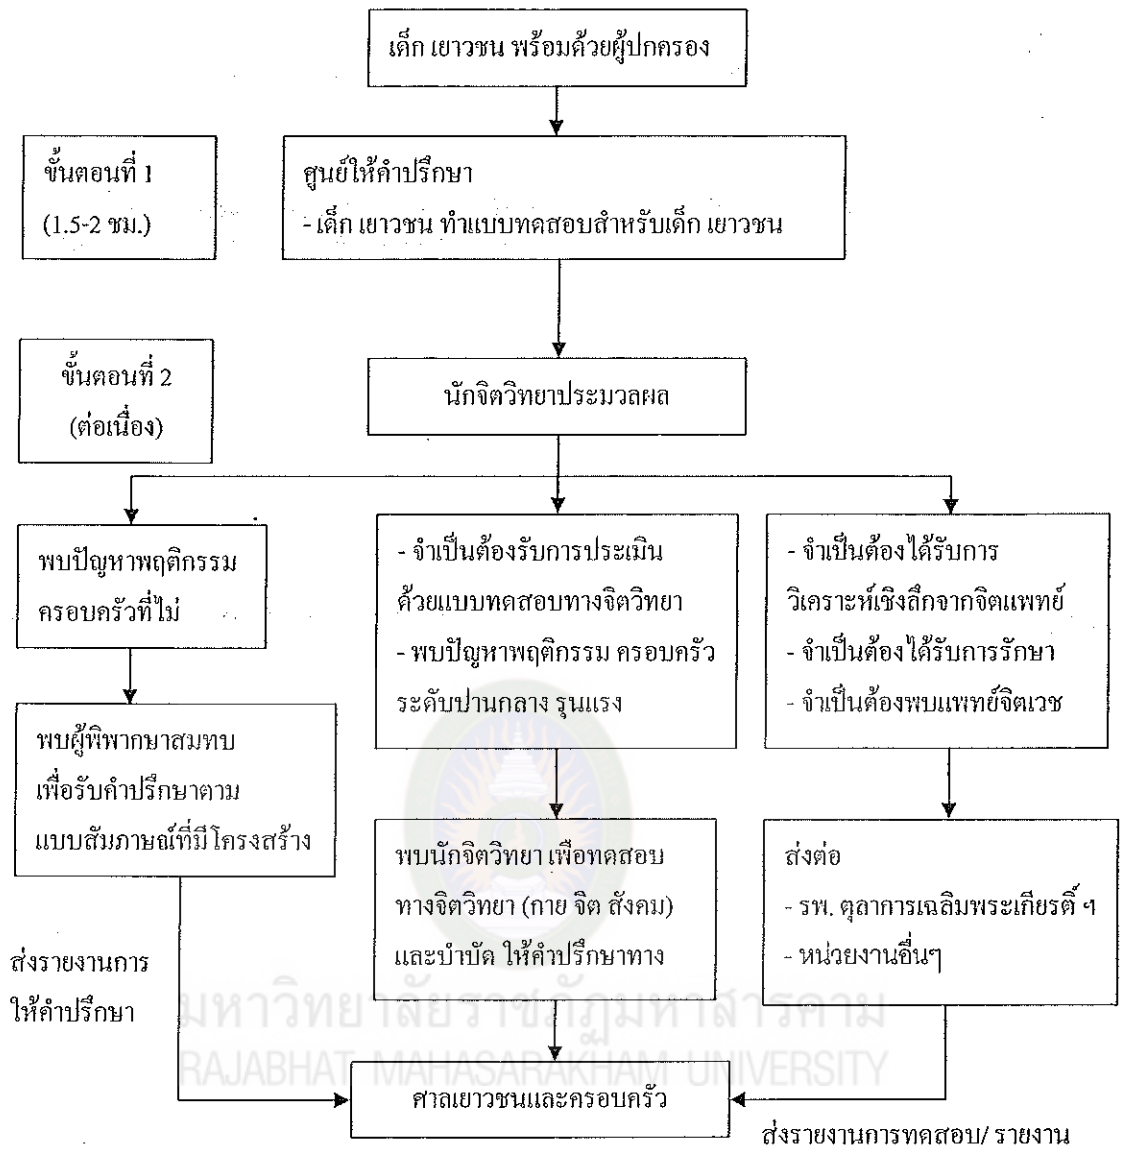 เด็ก เยาวชน พร้อมด้วยผู้ปกครอง
ขั้นตอนที่ 1
(1.5-2 ชม.)
ศูนย์ให้คำปรึกษา
- เด็ก เยาวชน ทำแบบทดสอบสำหรับเด็ก เยาวชน
ขั้นตอนที่ 2
(ต่อเนื่อง)
นักจิตวิทยาประมวลผล
พบปัญหาพฤติกรรม
ครอบครัวที่ไม่
- จำเป็นต้องรับการประเมิน
ด้วยแบบทดสอบทางจิตวิทยา
- พบปัญหาพฤติกรรม ครอบครัว
ระดับปานกลาง รุนแรง
- จำเป็นต้องได้รับการ
วิเคราะห์เชิงลึกจากจิตแพทย์
- จำเป็นต้องได้รับการรักษา
- จำเป็นต้องพบแพทย์จิตเวช
พบผู้พิพากษาสมทบ
เพื่อรับคำปรึกษาตาม
แบบสัมภาษณ์ที่มีโครงสร้าง
พบนักจิตวิทยา เพื่อทดสอบ
ทางจิตวิทยา (กาย จิต สังคม)
และบำบัด ให้คำปรึกษาทาง
ส่งต่อ
- รพ. ตุลาการเฉลิมพระเกียรติ์ ฯ
- หน่วยงานอื่นๆ
ส่งรายงานการ
ให้คำปรึกษา
มหาวิทยาลัยราชภัฏมหาสารคาม
RAJABHAT MAHASARAKHAM UNIVERSITY
ศาลเยาวชนและครอบครัว
ส่งรายงานการทดสอบ/ รายงาน